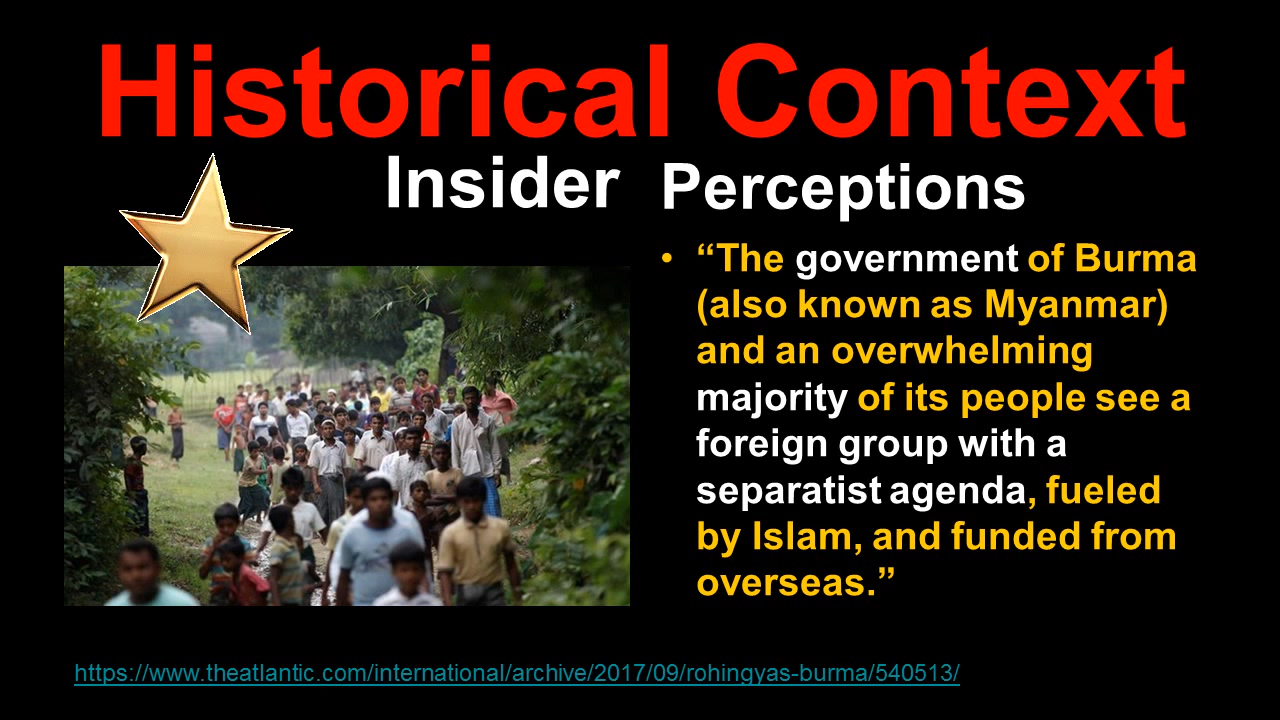 Historical Context
Insider Perceptions
• “The government of Burma
(also known as Myanmar)
and an overwhelming
majority of its people see a
foreign group with a
separatist agenda, fueled
by Islam, and funded from
overseas.”
https://www.theatlantic.com/international/archive/2017/09/rohingyas-burma/540513/